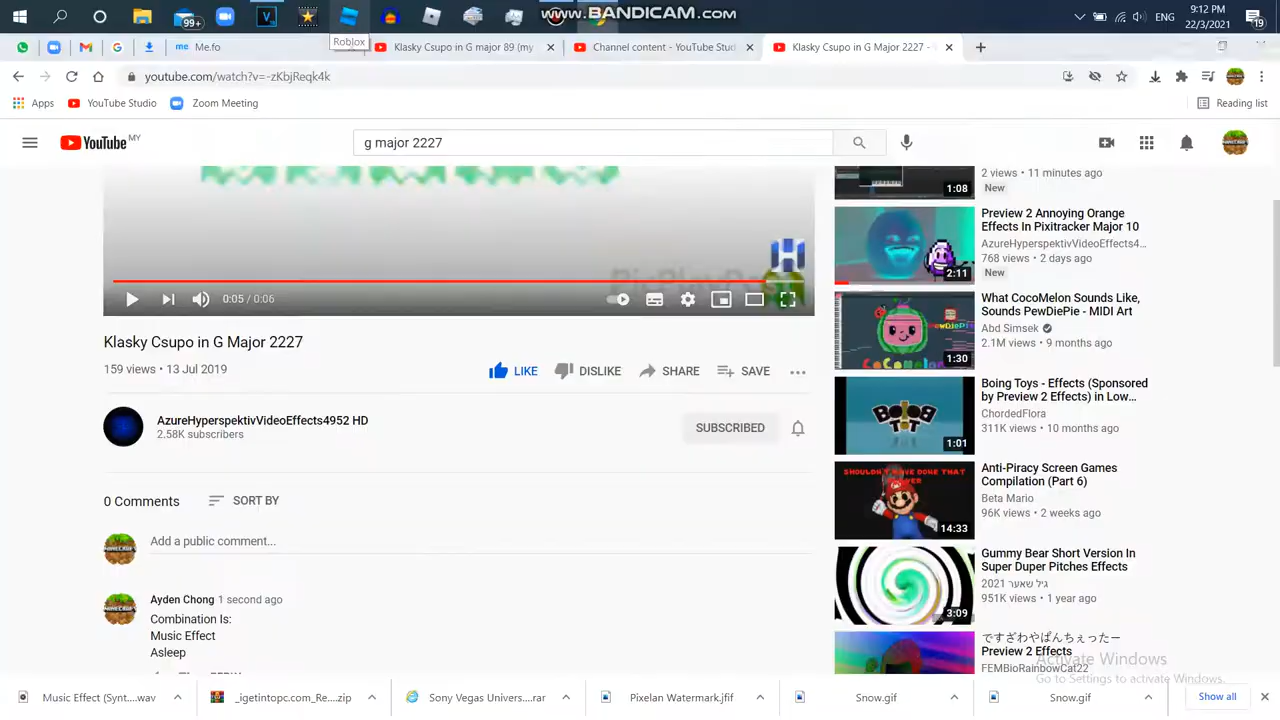 www.BANDICAM.com
99+
ENG
9:12 PM
22/3/2021
19
Roblox
Me.fo
Klasky Csupo in G major 89 (my
Channel content - YouTube Stud
Klasky Csupo in G Major 2227 -
youtube.com/watch?v=-zKbjReqk4k
Apps
YouTube Studio
Zoom Meeting
Reading list
YouTube MY
g major 2227
2 views • 11 minutes ago
New
1:08
Preview 2 Annoying Orange
Effects In Pixitracker Major 10
AzureHyperspektivVideoEffects4...
768 views • 2 days ago
New
2:11
What CocoMelon Sounds Like,
Sounds PewDiePie - MIDI Art
Abd Simsek
2.1M views • 9 months ago
PewDiePie
CoComelon
1:30
Boing Toys - Effects (Sponsored
by Preview 2 Effects) in Low...
ChordedFlora
311K views • 10 months ago
1:01
Anti-Piracy Screen Games
Compilation (Part 6)
Beta Mario
96K views • 2 weeks ago
14:33
Gummy Bear Short Version In
Super Duper Pitches Effects
גיל שאער 2021
951K views • 1 year ago
3:09
ですざわやぱんちぇったー
Preview 2 Effects
FEMBioRainbowCat22
PicPlayPost
0:05 / 0:06
Klasky Csupo in G Major 2227
159 views • 13 Jul 2019
LIKE
DISLIKE
SHARE
SAVE
AzureHyperspektivVideoEffects4952 HD
2.58K subscribers
SUBSCRIBED
0 Comments
SORT BY
Add a public comment...
Ayden Chong 1 second ago
Combination Is:
Music Effect
Asleep
Activate Windows
Go to Settings to activate Windows.
Music Effect (Synt....wav
_igetintopc.com_Re....zip
Sony Vegas Univers....rar
Pixelan Watermark.jfif
Snow.gif
Snow.gif
Show all